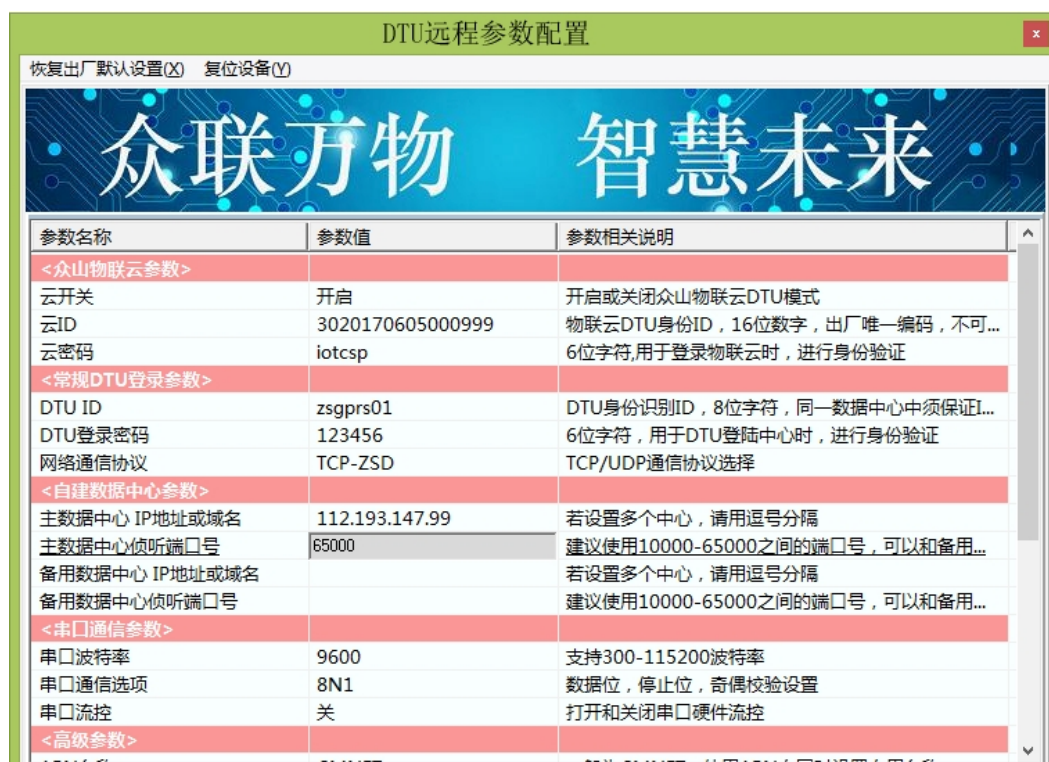 DTU远程参数配置
x
恢复出厂默认设置(X) 复位设备(Y)
众联万物 智慧未来
参数名称 参数值 参数相关说明
<众山物联云参数>
云开关 开启 开启或关闭众山物联云DTU模式
云ID 3020170605000999 物联云DTU身份ID，16位数字，出厂唯一编码，不可...
云密码 iotcsp 6位字符,用于登录物联云时，进行身份验证
<常规DTU登录参数>
DTU ID zsgprs01 DTU身份识别ID，8位字符，同一数据中心中须保证I...
DTU登录密码 123456 6位字符，用于DTU登陆中心时，进行身份验证
网络通信协议 TCP-ZSD TCP/UDP通信协议选择
<自建数据中心参数>
主数据中心 IP地址或域名 112.193.147.99 若设置多个中心，请用逗号分隔
主数据中心侦听端口号 65000 建议使用10000-65000之间的端口号，可以和备用...
备用数据中心 IP地址或域名 若设置多个中心，请用逗号分隔
备用数据中心侦听端口号 建议使用10000-65000之间的端口号，可以和备用...
<串口通信参数>
串口波特率 9600 支持300-115200波特率
串口通信选项 8N1 数据位，停止位，奇偶校验设置
串口流控 关 打开和关闭串口硬件流控
<高级参数>